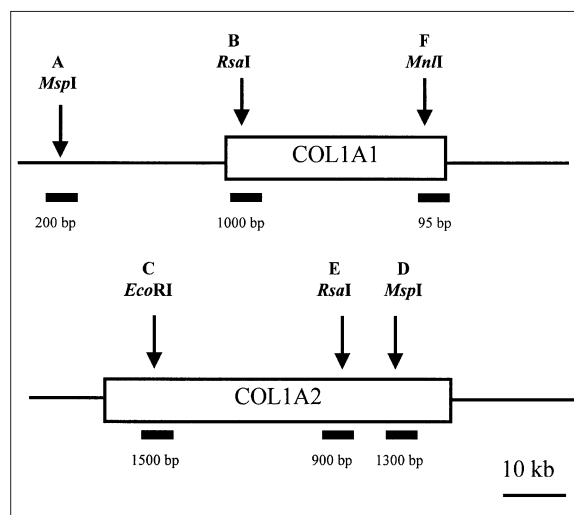 A B F
MspI RsaI MnlI
COL1A1
200 bp 1000 bp 95 bp
C E D
EcoRI RsaI MspI
COL1A2
1500 bp 900 bp 1300 bp
10 kb